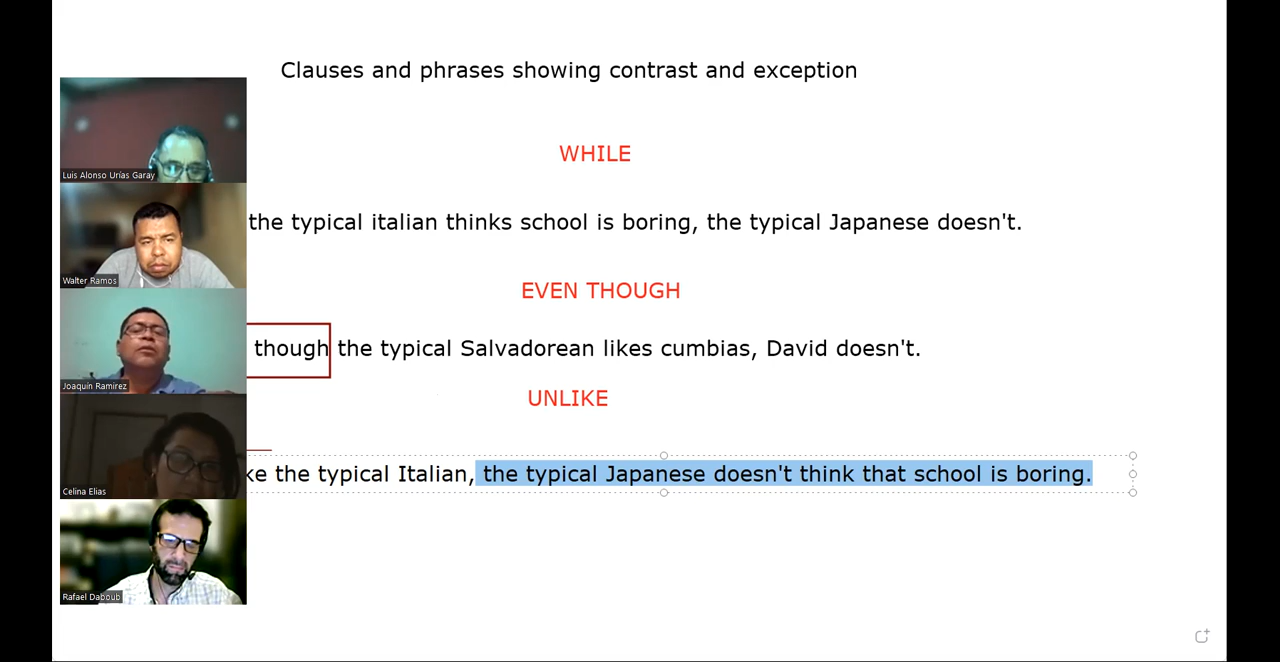 Clauses and phrases showing contrast and exception
WHILE
the typical italian thinks school is boring, the typical Japanese doesn't.
EVEN THOUGH
though the typical Salvadorean likes cumbias, David doesn't.
UNLIKE
ke the typical Italian, the typical Japanese doesn't think that school is boring.
Luis Alonso Urías Garay
Walter Ramos
Joaquín Ramirez
Celina Elias
Rafael Daboub